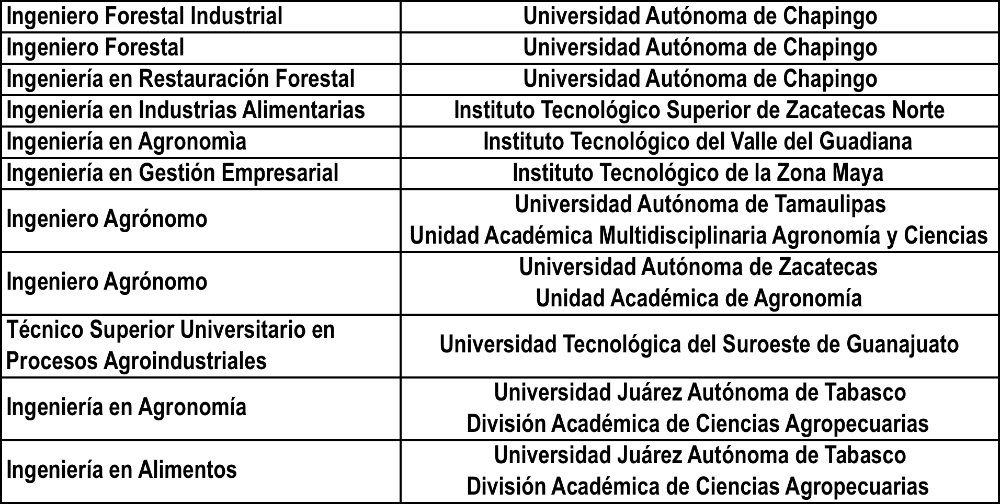 Ingeniero Forestal Industrial
Universidad Autónoma de Chapingo
Ingeniero Forestal
Universidad Autónoma de Chapingo
Ingeniería en Restauración Forestal
Universidad Autónoma de Chapingo
Ingeniería en Industrias Alimentarias
Instituto Tecnológico Superior de Zacatecas Norte
Ingeniería en Agronomìa
Instituto Tecnológico del Valle del Guadiana
Ingeniería en Gestión Empresarial
Instituto Tecnológico de la Zona Maya
Ingeniero Agrónomo
Universidad Autónoma de Tamaulipas
Unidad Académica Multidisciplinaria Agronomía y Ciencias
Ingeniero Agrónomo
Universidad Autónoma de Zacatecas
Unidad Académica de Agronomía
Técnico Superior Universitario en
Procesos Agroindustriales
Universidad Tecnológica del Suroeste de Guanajuato
Ingeniería en Agronomía
Universidad Juárez Autónoma de Tabasco
División Académica de Ciencias Agropecuarias
Ingeniería en Alimentos
Universidad Juárez Autónoma de Tabasco
División Académica de Ciencias Agropecuarias